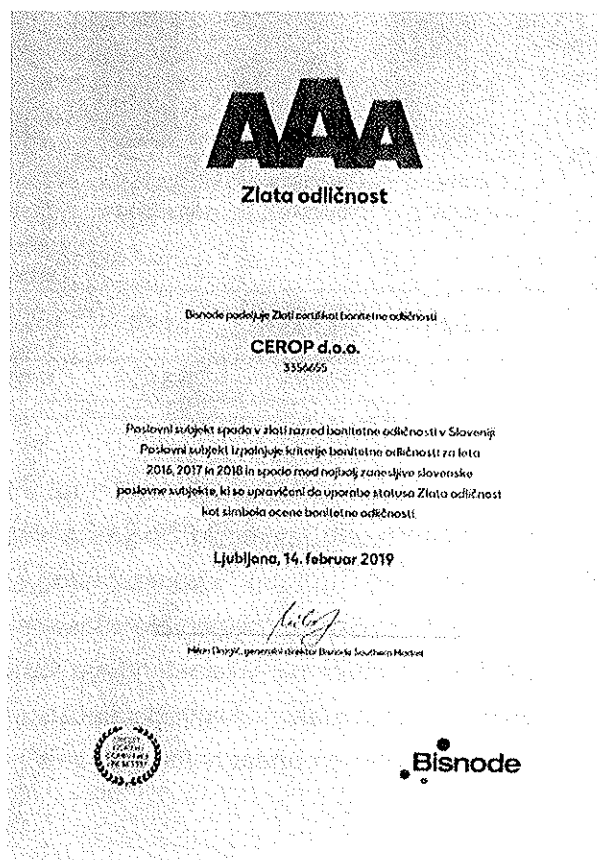 AAA
Zlata odličnost
Bisnode podeljuje Zlati certifikat bonitetne odličnosti
CEROP d.o.o.
3356655
Poslovni subjekt spada v zlati razred bonitetne odličnosti v Sloveniji
Poslovni subjekt izpolnjuje kriterije bonitetne odličnosti za leta
2016, 2017 in 2018 in spada med najbolj zanesljive slovenske
poslovne subjekte, ki so upravičeni do uporabe statusa Zlata odličnost
kot simbola ocene bonitetne odličnosti.
Ljubljana, 14. februar 2019
generalni direktor Bisnode Southern Market
Bisnode